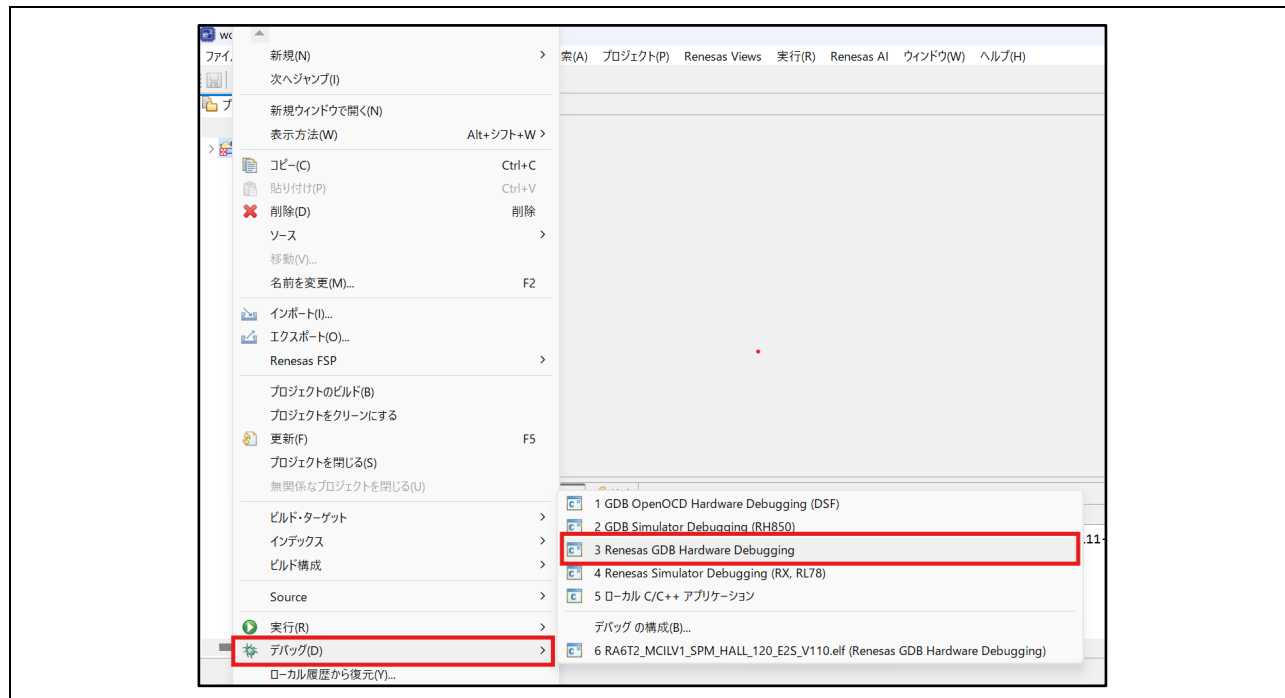 wo
ファイ
索(A) プロジェクト(P) Renesas Views 実行(R) Renesas AI ウィンドウ(W) ヘルプ(H)
プ
新規(N)
次へジャンプ(I)
新規ウィンドウで開く(N)
表示方法(W) Alt+シフト+W >
コピー(C) Ctrl+C
貼り付け(P) Ctrl+V
削除(D) 削除
ソース
移動(V)...
名前を変更(M)... F2
インポート(I)...
エクスポート(O)...
Renesas FSP
プロジェクトのビルド(B)
プロジェクトをクリーンにする
更新(F) F5
プロジェクトを閉じる(S)
無関係なプロジェクトを閉じる(U)
ビルド・ターゲット
インデックス
ビルド構成
Source
実行(R)
デバッグ(D)
ローカル履歴から復元(Y)...
1 GDB OpenOCD Hardware Debugging (DSF)
2 GDB Simulator Debugging (RH850)
3 Renesas GDB Hardware Debugging
4 Renesas Simulator Debugging (RX, RL78)
5 ローカル C/C++ アプリケーション
デバッグ の構成(B)...
6 RA6T2_MCILV1_SPM_HALL_120_E2S_V110.elf (Renesas GDB Hardware Debugging)
.11